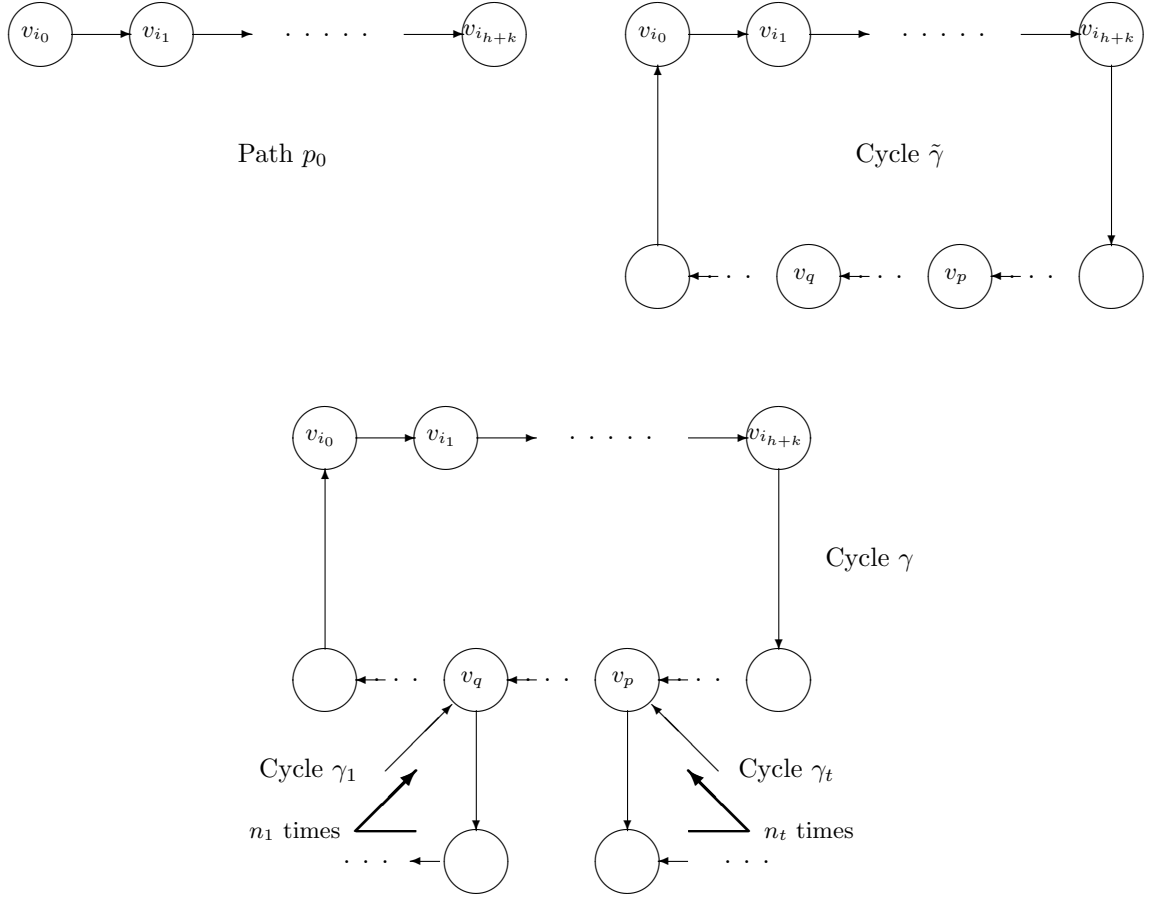 v_{i_0} v_{i_1} · · · · · v_{i_{h+k}}
Path p_0
v_{i_0} v_{i_1} · · · · · v_{i_{h+k}}
Cycle \tilde{γ}
· · · v_q · · · v_p · · ·
v_{i_0} v_{i_1} · · · · · v_{i_{h+k}}
Cycle γ
· · · v_q · · · v_p · · ·
Cycle γ_1
Cycle γ_t
n_1 times
n_t times
· · ·
· · ·